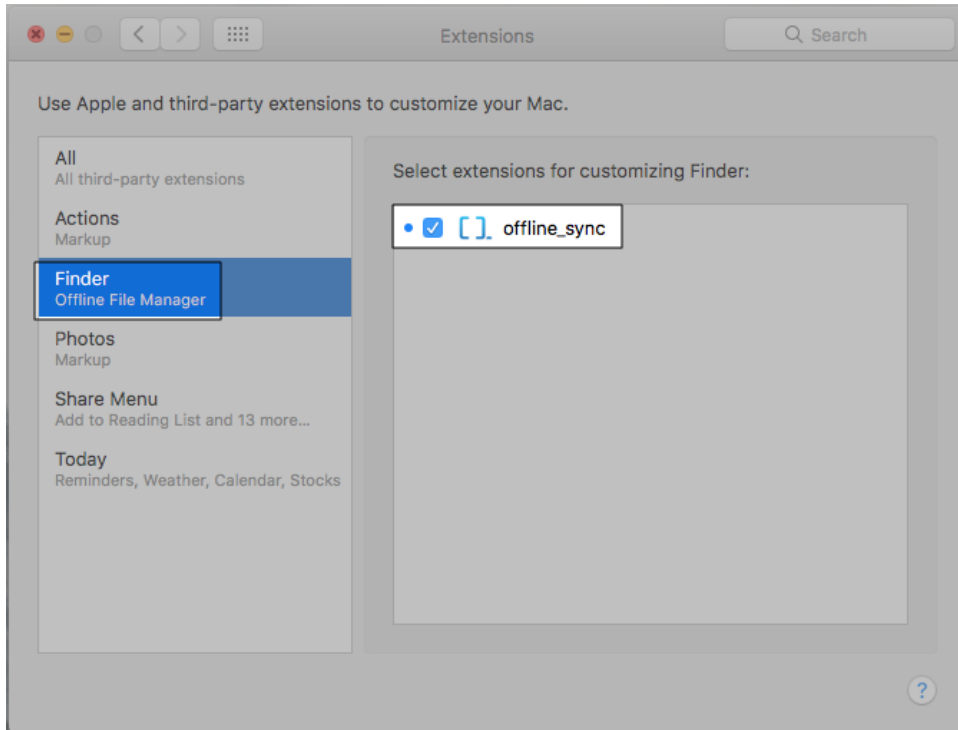 Extensions
Search
Use Apple and third-party extensions to customize your Mac.
All
All third-party extensions
Actions
Markup
Finder
Offline File Manager
Photos
Markup
Share Menu
Add to Reading List and 13 more...
Today
Reminders, Weather, Calendar, Stocks
Select extensions for customizing Finder:
offline_sync
?